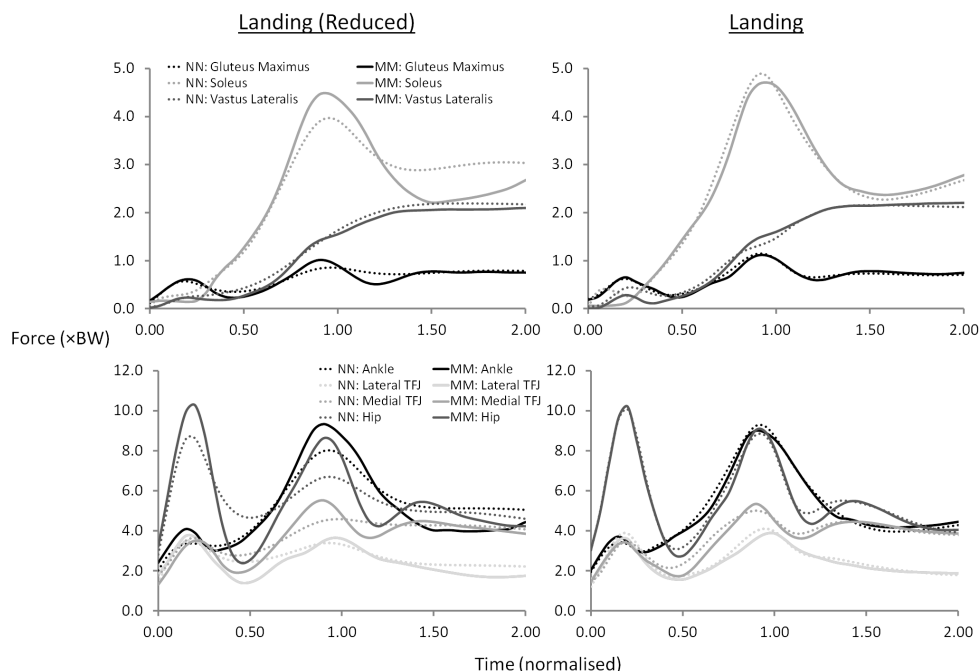 Landing (Reduced)
Landing
NN: Gluteus Maximus MM: Gluteus Maximus
NN: Soleus MM: Soleus
NN: Vastus Lateralis MM: Vastus Lateralis
5.0
4.0
3.0
2.0
1.0
0.0
0.00 0.50 1.00 1.50 2.00
5.0
4.0
3.0
2.0
1.0
0.0
0.00 0.50 1.00 1.50 2.00
Force (×BW)
NN: Ankle MM: Ankle
NN: Lateral TFJ MM: Lateral TFJ
NN: Medial TFJ MM: Medial TFJ
NN: Hip MM: Hip
12.0
10.0
8.0
6.0
4.0
2.0
0.0
0.00 0.50 1.00 1.50 2.00
12.0
10.0
8.0
6.0
4.0
2.0
0.0
0.00 0.50 1.00 1.50 2.00
Time (normalised)